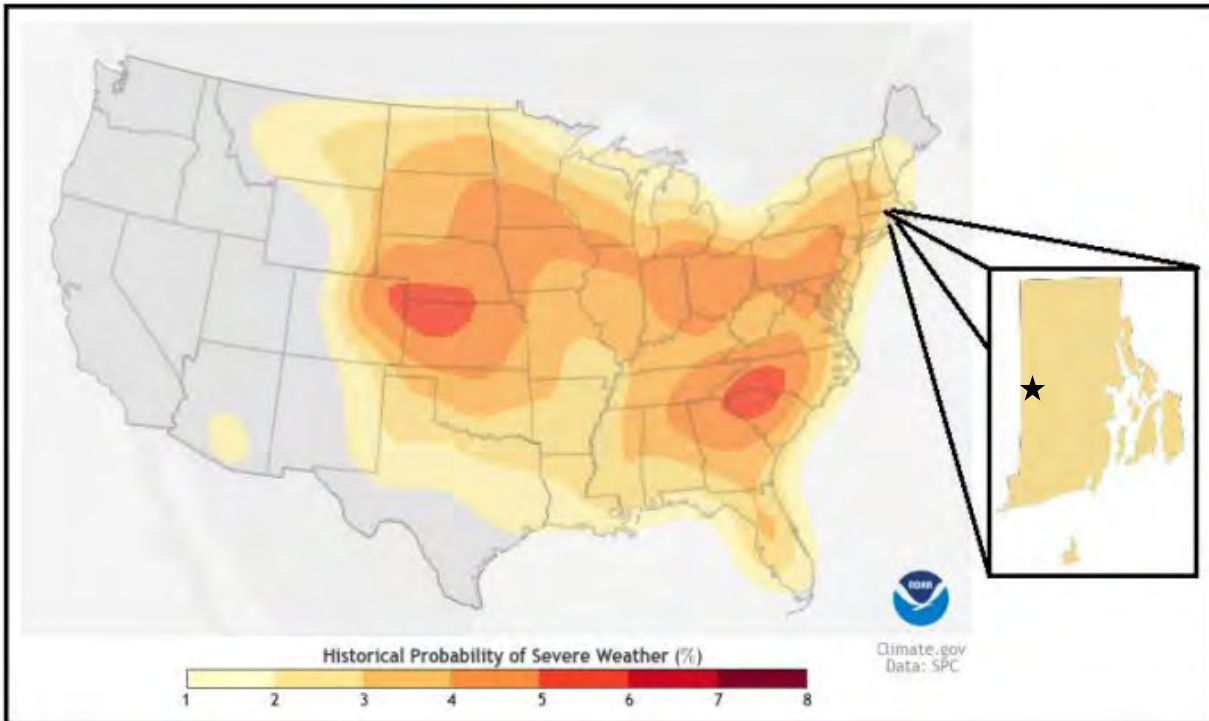 NOAA
Climate.gov
Data: SPC
Historical Probability of Severe Weather (%)
1 2 3 4 5 6 7 8